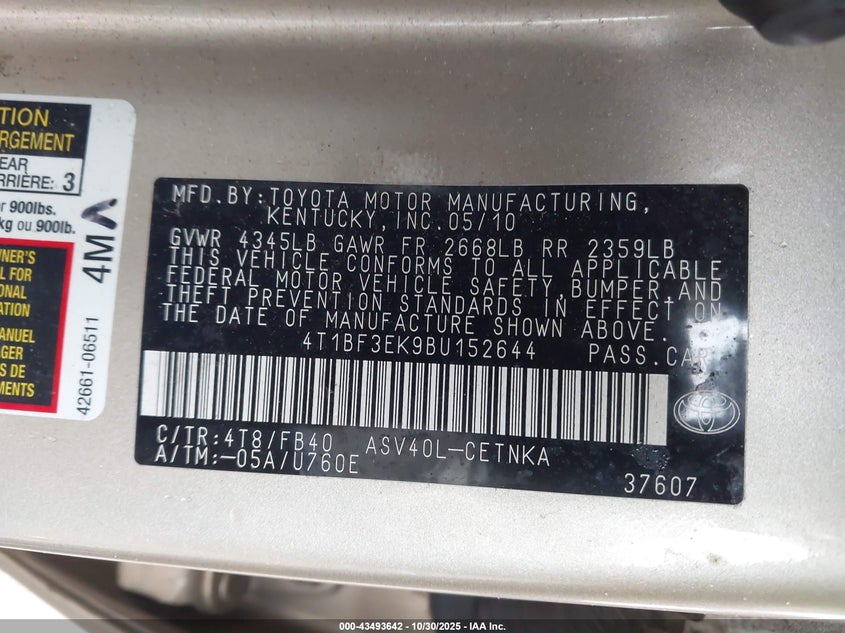 TION
RGEMENT
EAR
RRIÈRE: 3
r 900lbs.
kg ou 900lb.
4M
WNER'S
L FOR
ONAL
ATION
ANUEL
GER
S DE
MENTS
42661-06511
MFD.BY:TOYOTA MOTOR MANUFACTURING,
KENTUCKY,INC.05/10
GVWR 4345LB GAWR FR 2668LB RR 2359LB
THIS VEHICLE CONFORMS TO ALL APPLICABLE
FEDERAL MOTOR VEHICLE SAFETY,BUMPER,AND
THEFT PREVENTION STANDARDS IN EFFECT ON
THE DATE OF MANUFACTURE SHOWN ABOVE.
4T1BF3EK9BU152644 PASS.CAR
C/TR:4T8/FB40 ASV40L-CETNKA
A/TM:-05A/U760E
37607
000-43493642 - 10/30/2025 - IAA Inc.